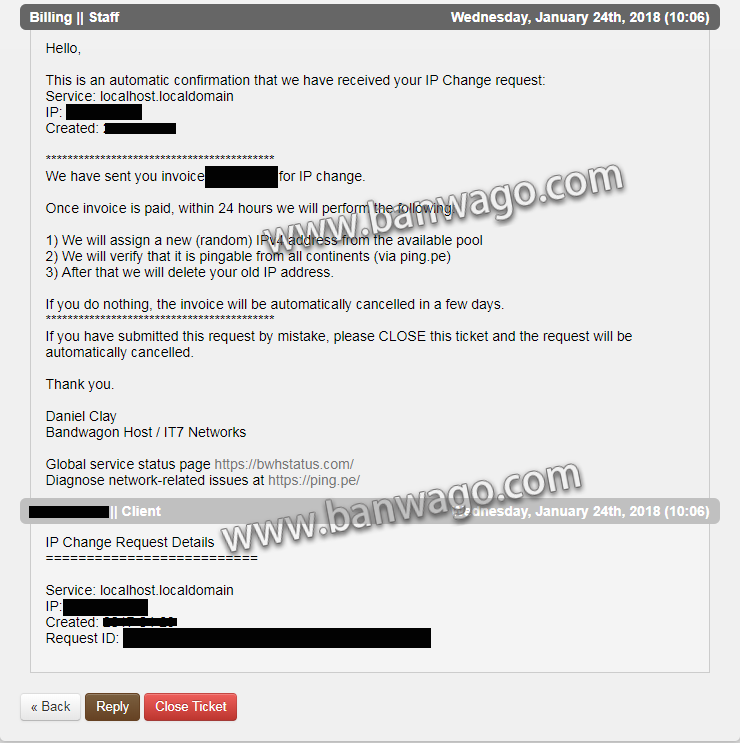 Billing || Staff Wednesday, January 24th, 2018 (10:06)
Hello,
This is an automatic confirmation that we have received your IP Change request:
Service: localhost.localdomain
IP:
Created:
*****************************************
We have sent you invoice for IP change.
Once invoice is paid, within 24 hours we will perform the following:
www.banwago.com
1) We will assign a new (random) IPv4 address from the available pool
2) We will verify that it is pingable from all continents (via ping.pe)
3) After that we will delete your old IP address.
If you do nothing, the invoice will be automatically cancelled in a few days.
*****************************************
If you have submitted this request by mistake, please CLOSE this ticket and the request will be
automatically cancelled.
Thank you.
Daniel Clay
Bandwagon Host / IT7 Networks
Global service status page https://bwhstatus.com/
Diagnose network-related issues at https://ping.pe/
www.banwago.com
|| Client Wednesday, January 24th, 2018 (10:06)
IP Change Request Details
==========================
Service: localhost.localdomain
IP:
Created:
Request ID:
« Back Reply Close Ticket